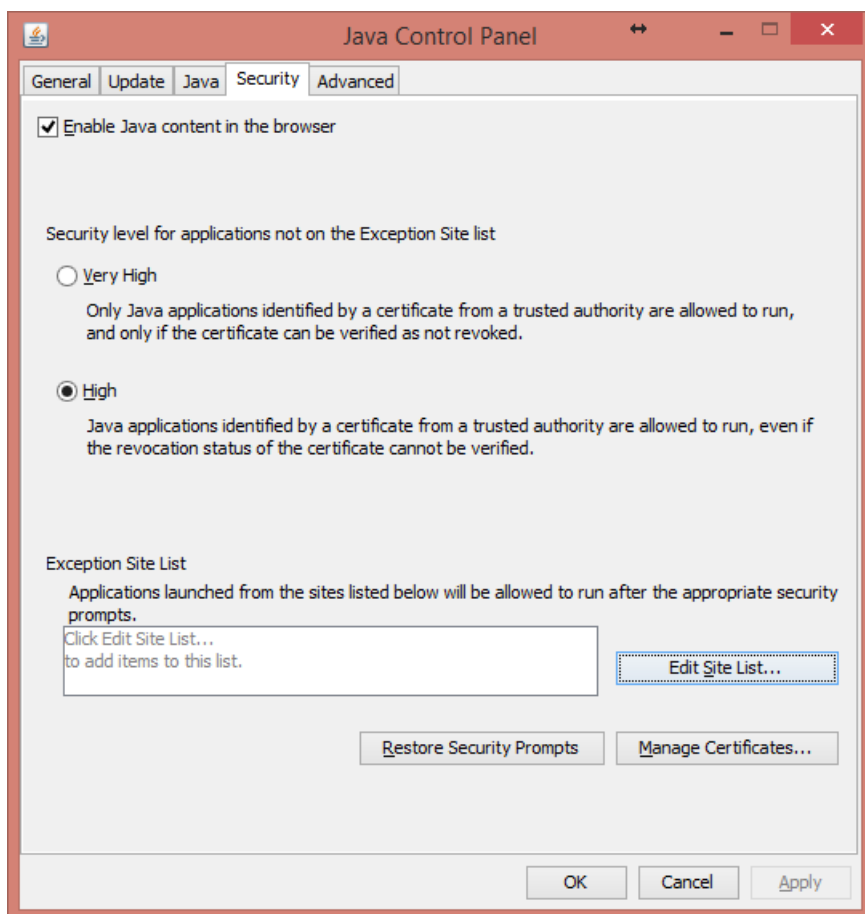 Java Control Panel
General Update Java Security Advanced
Enable Java content in the browser
Security level for applications not on the Exception Site list
Very High
Only Java applications identified by a certificate from a trusted authority are allowed to run,
and only if the certificate can be verified as not revoked.
High
Java applications identified by a certificate from a trusted authority are allowed to run, even if
the revocation status of the certificate cannot be verified.
Exception Site List
Applications launched from the sites listed below will be allowed to run after the appropriate security
prompts.
Click Edit Site List...
to add items to this list.
Edit Site List...
Restore Security Prompts Manage Certificates...
OK Cancel Apply